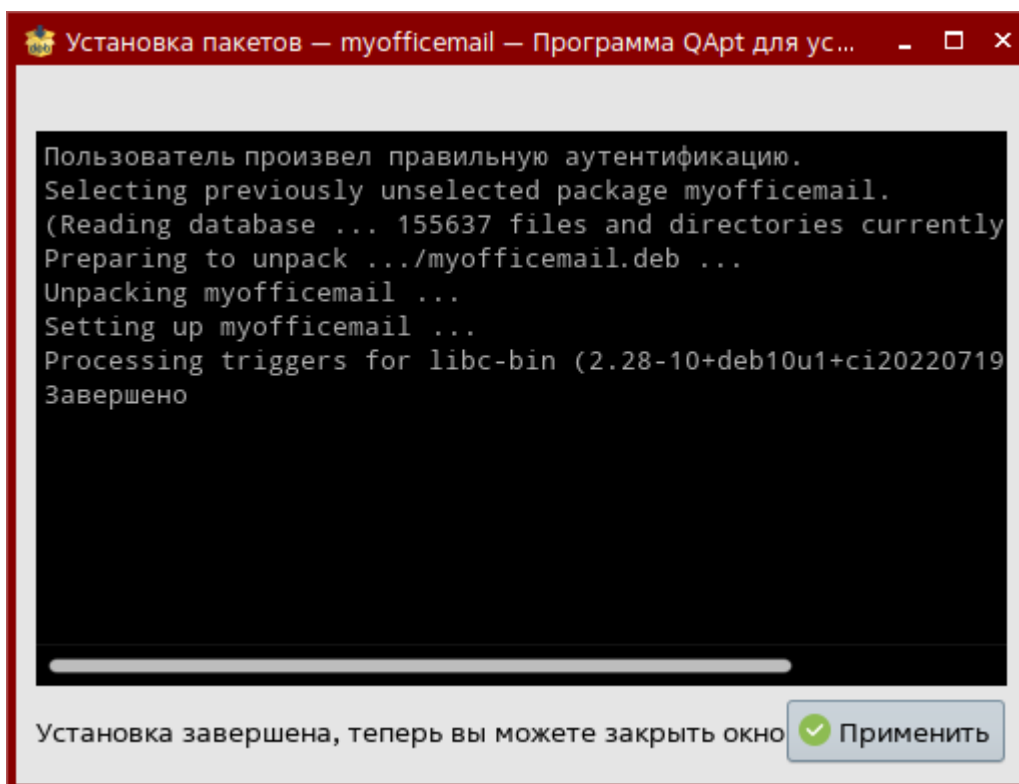 Установка пакетов — myofficemail — Программа QApt для ус...
Пользователь произвел правильную аутентификацию.
Selecting previously unselected package myofficemail.
(Reading database ... 155637 files and directories currently
Preparing to unpack .../myofficemail.deb ...
Unpacking myofficemail ...
Setting up myofficemail ...
Processing triggers for libc-bin (2.28-10+deb10u1+ci20220719
Завершено
Установка завершена, теперь вы можете закрыть окно
Применить